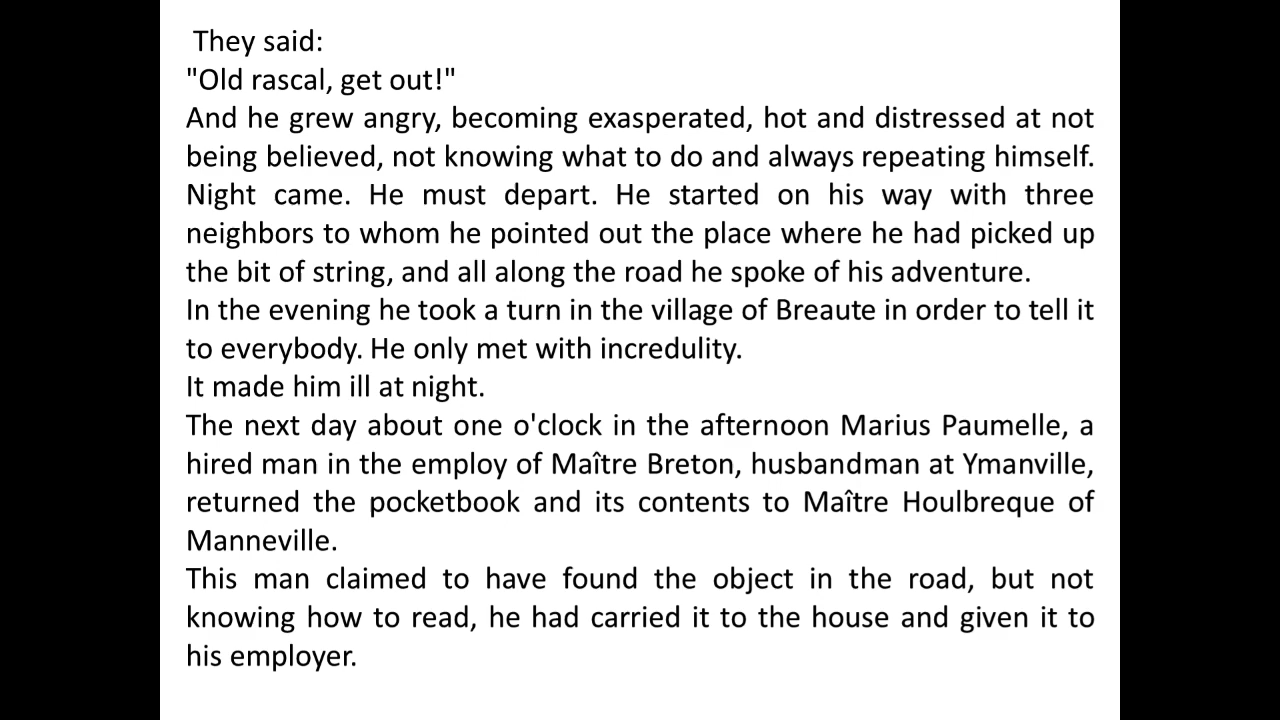 They said:
"Old rascal, get out!"
And he grew angry, becoming exasperated, hot and distressed at not
being believed, not knowing what to do and always repeating himself.
Night came. He must depart. He started on his way with three
neighbors to whom he pointed out the place where he had picked up
the bit of string, and all along the road he spoke of his adventure.
In the evening he took a turn in the village of Breaute in order to tell it
to everybody. He only met with incredulity.
It made him ill at night.
The next day about one o'clock in the afternoon Marius Paumelle, a
hired man in the employ of Maître Breton, husbandman at Ymanville,
returned the pocketbook and its contents to Maître Houlbreque of
Manneville.
This man claimed to have found the object in the road, but not
knowing how to read, he had carried it to the house and given it to
his employer.